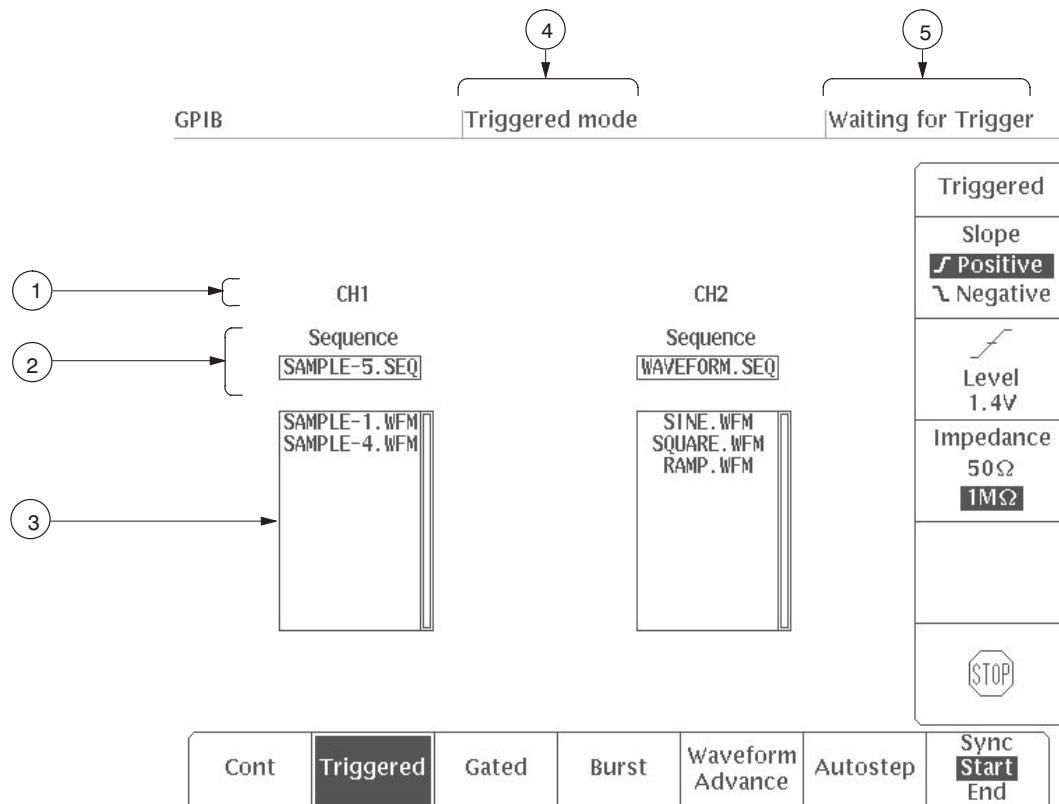 4
5
GPIB
Triggered mode
Waiting for Trigger
Triggered
Slope
Positive
Negative
Level
1.4V
Impedance
50Ω
1MΩ
STOP
1
CH1
CH2
2
Sequence
Sequence
SAMPLE-5.SEQ
WAVEFORM.SEQ
3
SAMPLE-1.WFM
SAMPLE-4.WFM
SINE.WFM
SQUARE.WFM
RAMP.WFM
Cont
Triggered
Gated
Burst
Waveform
Advance
Autostep
Sync
Start
End